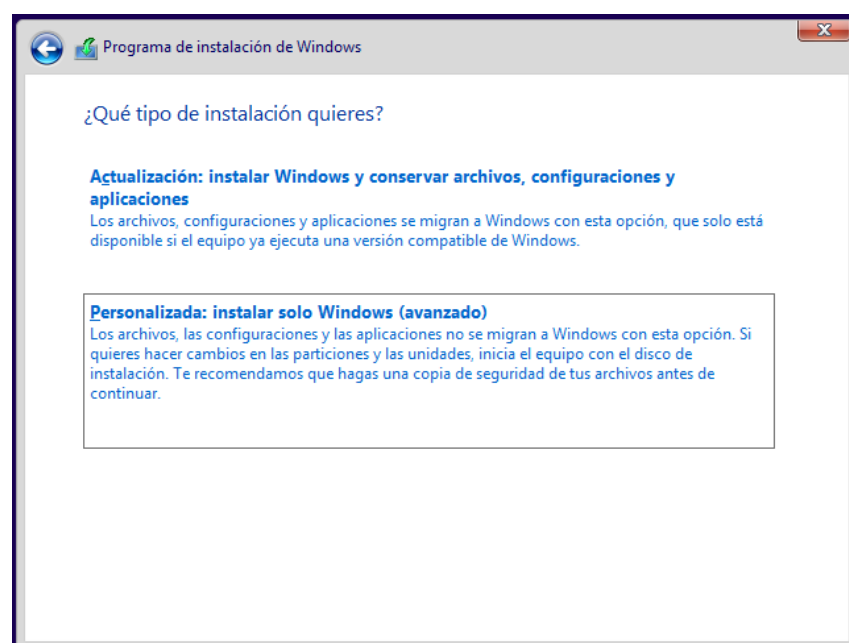 Programa de instalación de Windows
¿Qué tipo de instalación quieres?
Actualización: instalar Windows y conservar archivos, configuraciones y
aplicaciones
Los archivos, configuraciones y aplicaciones se migran a Windows con esta opción, que solo está
disponible si el equipo ya ejecuta una versión compatible de Windows.
Personalizada: instalar solo Windows (avanzado)
Los archivos, las configuraciones y las aplicaciones no se migran a Windows con esta opción. Si
quieres hacer cambios en las particiones y las unidades, inicia el equipo con el disco de
instalación. Te recomendamos que hagas una copia de seguridad de tus archivos antes de
continuar.